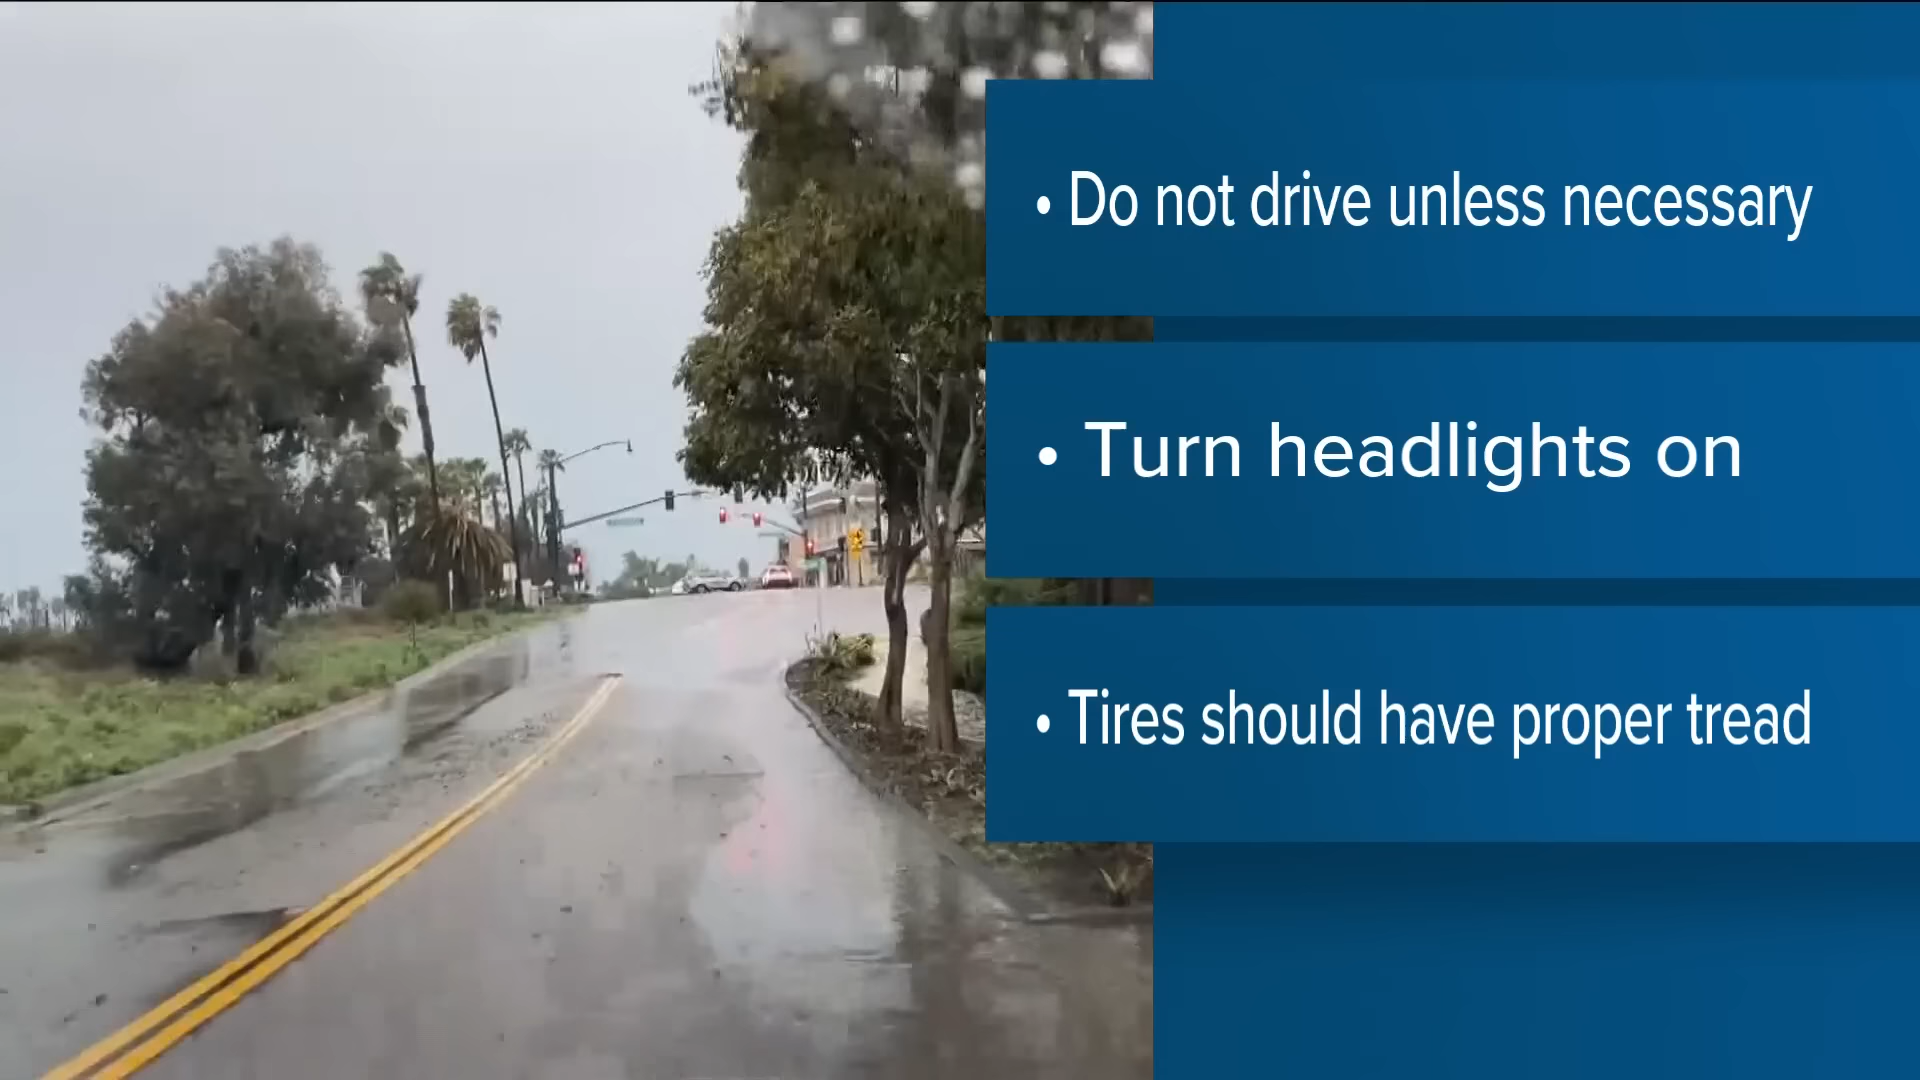 • Do not drive unless necessary
• Turn headlights on
• Tires should have proper tread